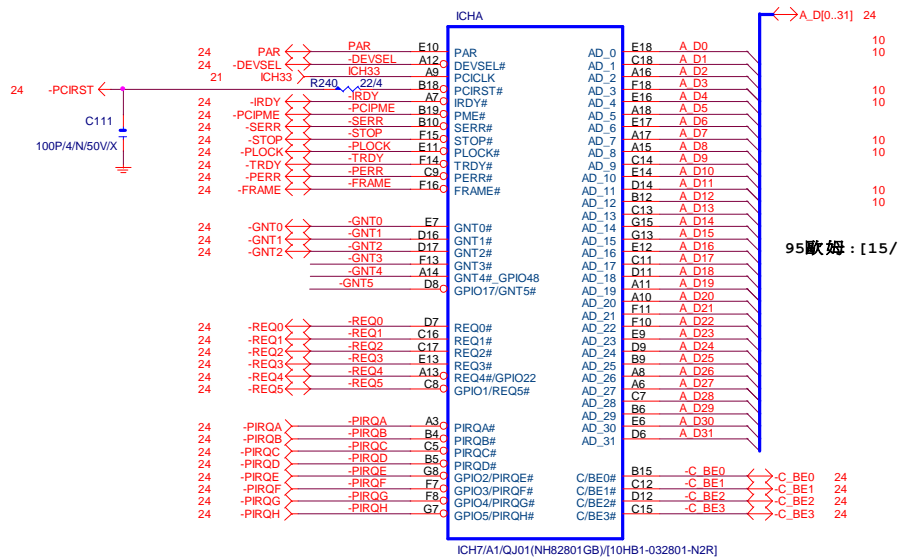 ICHA
A_D[0..31] 24
24 PAR PAR E10 PAR AD_0 E18 A_D0 10
24 -DEVSEL -DEVSEL A12 DEVSEL# AD_1 C18 A_D1 10
21 ICH33 ICH33 A9 PCICLK AD_2 A16 A_D2
24 -PCIRST R240 22/4 B18 PCIRST# AD_3 F18 A_D3 10
24 -IRDY -IRDY A7 IRDY# AD_4 E16 A_D4 10
24 -PCIPME -PCIPME B19 PME# AD_5 A18 A_D5
24 -SERR -SERR B10 SERR# AD_6 E17 A_D6
C111
24 -STOP -STOP F15 STOP# AD_7 A17 A_D7 10
24 -PLOCK -PLOCK E11 PLOCK# AD_8 A15 A_D8 10
100P/4/N/50V/X
24 -TRDY -TRDY F14 TRDY# AD_9 C14 A_D9
24 -PERR -PERR C9 PERR# AD_10 E14 A_D10
24 -FRAME -FRAME F16 FRAME# AD_11 D14 A_D11 10
AD_12 B12 A_D12 10
AD_13 C13 A_D13
24 -GNT0 -GNT0 E7 GNT0# AD_14 G15 A_D14
24 -GNT1 -GNT1 D16 GNT1# AD_15 G13 A_D15
24 -GNT2 -GNT2 D17 GNT2# AD_16 E12 A_D16
95歐姆:[15/
-GNT3 F13 GNT3# AD_17 C11 A_D17
-GNT4 A14 GNT4#_GPIO48 AD_18 D11 A_D18
-GNT5 D8 GPIO17/GNT5# AD_19 A11 A_D19
AD_20 A10 A_D20
AD_21 F11 A_D21
24 -REQ0 -REQ0 D7 REQ0# AD_22 F10 A_D22
24 -REQ1 -REQ1 C16 REQ1# AD_23 E9 A_D23
24 -REQ2 -REQ2 C17 REQ2# AD_24 D9 A_D24
24 -REQ3 -REQ3 E13 REQ3# AD_25 B9 A_D25
24 -REQ4 -REQ4 A13 REQ4#/GPIO22 AD_26 A8 A_D26
24 -REQ5 -REQ5 C8 GPIO1/REQ5# AD_27 A6 A_D27
AD_28 C7 A_D28
AD_29 B6 A_D29
24 -PIRQA -PIRQA A3 PIRQA# AD_30 E6 A_D30
24 -PIRQB -PIRQB B4 PIRQB# AD_31 D6 A_D31
24 -PIRQC -PIRQC C5 PIRQC#
24 -PIRQD -PIRQD B5 PIRQD#
24 -PIRQE -PIRQE G8 GPIO2/PIRQE# C/BE0# B15 -C_BE0 -C_BE0 24
24 -PIRQF -PIRQF F7 GPIO3/PIRQF# C/BE1# C12 -C_BE1 -C_BE1 24
24 -PIRQG -PIRQG F8 GPIO4/PIRQG# C/BE2# D12 -C_BE2 -C_BE2 24
24 -PIRQH -PIRQH G7 GPIO5/PIRQH# C/BE3# C15 -C_BE3 -C_BE3 24
ICH7/A1/QJ01(NH82801GB)/[10HB1-032801-N2R]